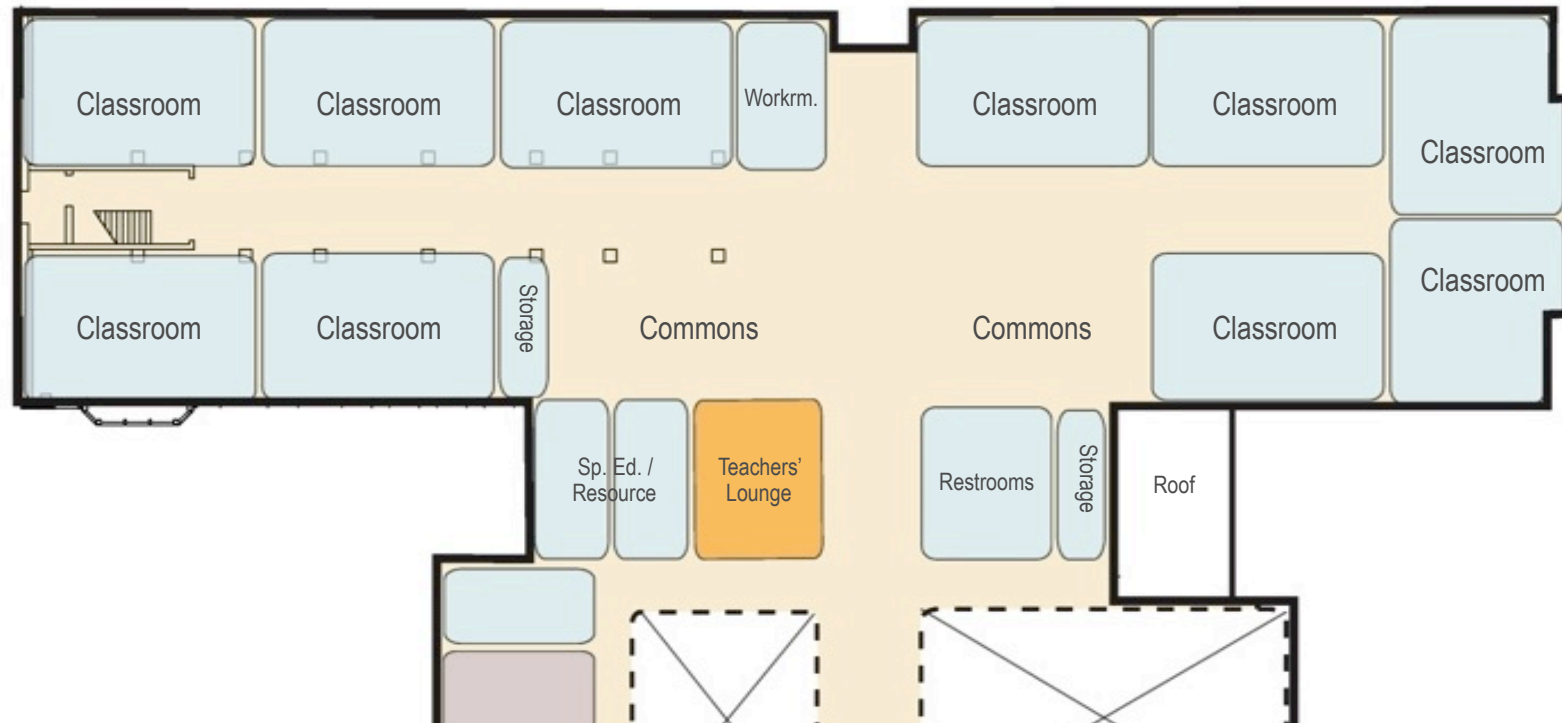 Classroom
Classroom
Classroom
Workrm.
Classroom
Classroom
Classroom
Classroom
Classroom
Storage
Commons
Commons
Classroom
Classroom
Sp. Ed. /
Resource
Teachers’
Lounge
Restrooms
Storage
Roof